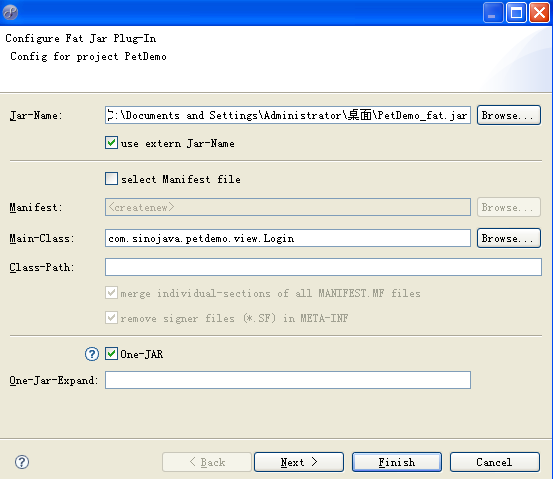 Configure Fat Jar Plug-In
Config for project PetDemo
Jar-Name: C:\Documents and Settings\Administrator\桌面\PetDemo_fat.jar Browse...
use extern Jar-Name
select Manifest file
Manifest: <createnew> Browse...
Main-Class: com.sinojava.petdemo.view.Login Browse...
Class-Path:
merge individual-sections of all MANIFEST.MF files
remove signer files (*.SF) in META-INF
? One-JAR
One-Jar-Expand:
? < Back Next > Finish Cancel